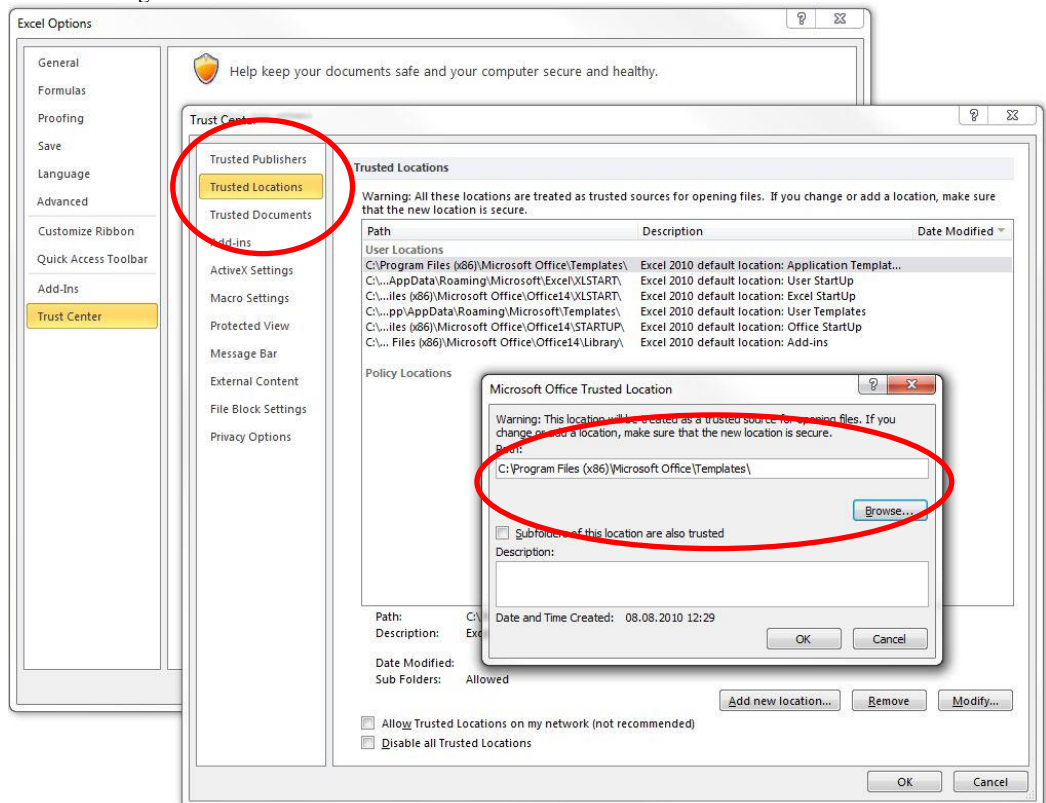 Excel Options
General
Formulas
Proofing
Save
Language
Advanced
Customize Ribbon
Quick Access Toolbar
Add-Ins
Trust Center
Help keep your documents safe and your computer secure and healthy.
Trust Center
Trusted Publishers
Trusted Locations
Trusted Documents
Add-ins
ActiveX Settings
Macro Settings
Protected View
Message Bar
External Content
File Block Settings
Privacy Options
Trusted Locations
Warning: All these locations are treated as trusted sources for opening files. If you change or add a location, make sure
that the new location is secure.
Path Description Date Modified
User Locations
C:\Program Files (x86)\Microsoft Office\Templates\ Excel 2010 default location: Application Templat...
C:\...AppData\Roaming\Microsoft\Excel\XLSTART\ Excel 2010 default location: User StartUp
C:\...iles (x86)\Microsoft Office\Office14\XLSTART\ Excel 2010 default location: Excel StartUp
C:\...pp\AppData\Roaming\Microsoft\Templates\ Excel 2010 default location: User Templates
C:\...iles (x86)\Microsoft Office\Office14\STARTUP\ Excel 2010 default location: Office StartUp
C:\... Files (x86)\Microsoft Office\Office14\Library\ Excel 2010 default location: Add-ins
Policy Locations
Microsoft Office Trusted Location
Warning: This location will be treated as a trusted source for opening files. If you
change or add a location, make sure that the new location is secure.
Path:
C:\Program Files (x86)\Microsoft Office\Templates\
Browse...
Subfolders of this location are also trusted
Description:
Date and Time Created: 08.08.2010 12:29
OK Cancel
Path: C:\
Description: Exc
Date Modified:
Sub Folders: Allowed
Add new location... Remove Modify...
Allow Trusted Locations on my network (not recommended)
Disable all Trusted Locations
OK Cancel